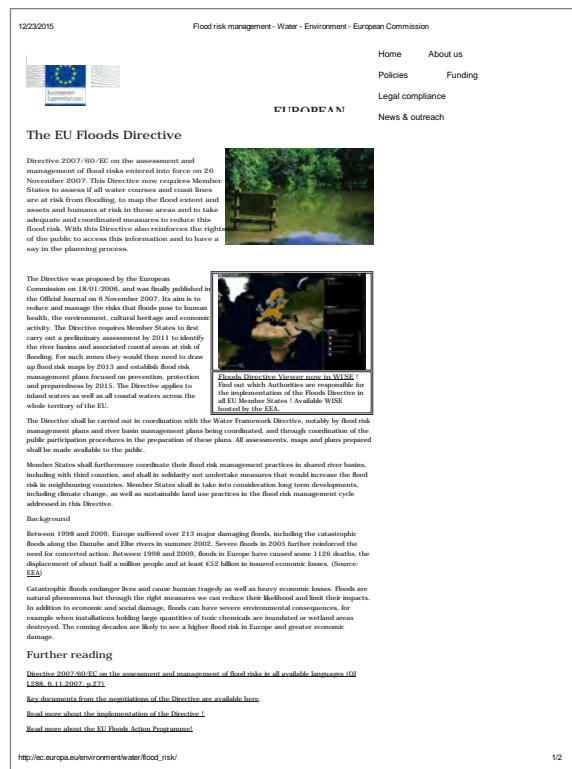 12/23/2015 Flood risk management - Water - Environment - European Commission
Home About us
Policies Funding
Legal compliance
News & outreach
EUROPEAN
The EU Floods Directive
Directive 2007/60/EC on the assessment and
management of flood risks entered into force on 26
November 2007. This Directive now requires Member
States to assess if all water courses and coast lines
are at risk from flooding, to map the flood extent and
assets and humans at risk in these areas and to take
adequate and coordinated measures to reduce this
flood risk. With this Directive also reinforces the rights
of the public to access this information and to have a
say in the planning process.
The Directive was proposed by the European
Commission on 18/01/2006, and was finally published in
the Official Journal on 6 November 2007. Its aim is to
reduce and manage the risks that floods pose to human
health, the environment, cultural heritage and economic
activity. The Directive requires Member States to first
carry out a preliminary assessment by 2011 to identify
the river basins and associated coastal areas at risk of
flooding. For such zones they would then need to draw
up flood risk maps by 2013 and establish flood risk
management plans focused on prevention, protection
and preparedness by 2015. The Directive applies to
inland waters as well as all coastal waters across the
whole territory of the EU.
Floods Directive Viewer now in WISE !
Find out which Authorities are responsible for
the implementation of the Floods Directive in
all EU Member States ! Available WISE
hosted by the EEA.
The Directive shall be carried out in coordination with the Water Framework Directive, notably by flood risk
management plans and river basin management plans being coordinated, and through coordination of the
public participation procedures in the preparation of these plans. All assessments, maps and plans prepared
shall be made available to the public.
Member States shall furthermore coordinate their flood risk management practices in shared river basins,
including with third counties, and shall in solidarity not undertake measures that would increase the flood
risk in neighbouring countries. Member States shall in take into consideration long term developments,
including climate change, as well as sustainable land use practices in the flood risk management cycle
addressed in this Directive.
Background
Between 1998 and 2009, Europe suffered over 213 major damaging floods, including the catastrophic
floods along the Danube and Elbe rivers in summer 2002. Severe floods in 2005 further reinforced the
need for concerted action. Between 1998 and 2009, floods in Europe have caused some 1126 deaths, the
displacement of about half a million people and at least €52 billion in insured economic losses. (Source:
EEA)
Catastrophic floods endanger lives and cause human tragedy as well as heavy economic losses. Floods are
natural phenomena but through the right measures we can reduce their likelihood and limit their impacts.
In addition to economic and social damage, floods can have severe environmental consequences, for
example when installations holding large quantities of toxic chemicals are inundated or wetland areas
destroyed. The coming decades are likely to see a higher flood risk in Europe and greater economic
damage.
Further reading
Directive 2007/60/EC on the assessment and management of flood risks in all available languages (OJ
L288, 6.11.2007, p.27)
Key documents from the negotiations of the Directive are available here.
Read more about the implementation of the Directive !
Read more about the EU Floods Action Programme!
http://ec.europa.eu/environment/water/flood_risk/ 1/2